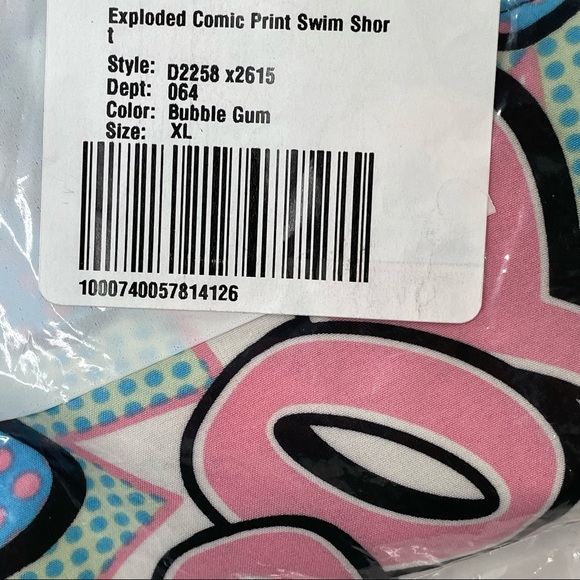 Exploded Comic Print Swim Shor
t
Style: D2258 x2615
Dept: 064
Color: Bubble Gum
Size: XL
1000740057814126